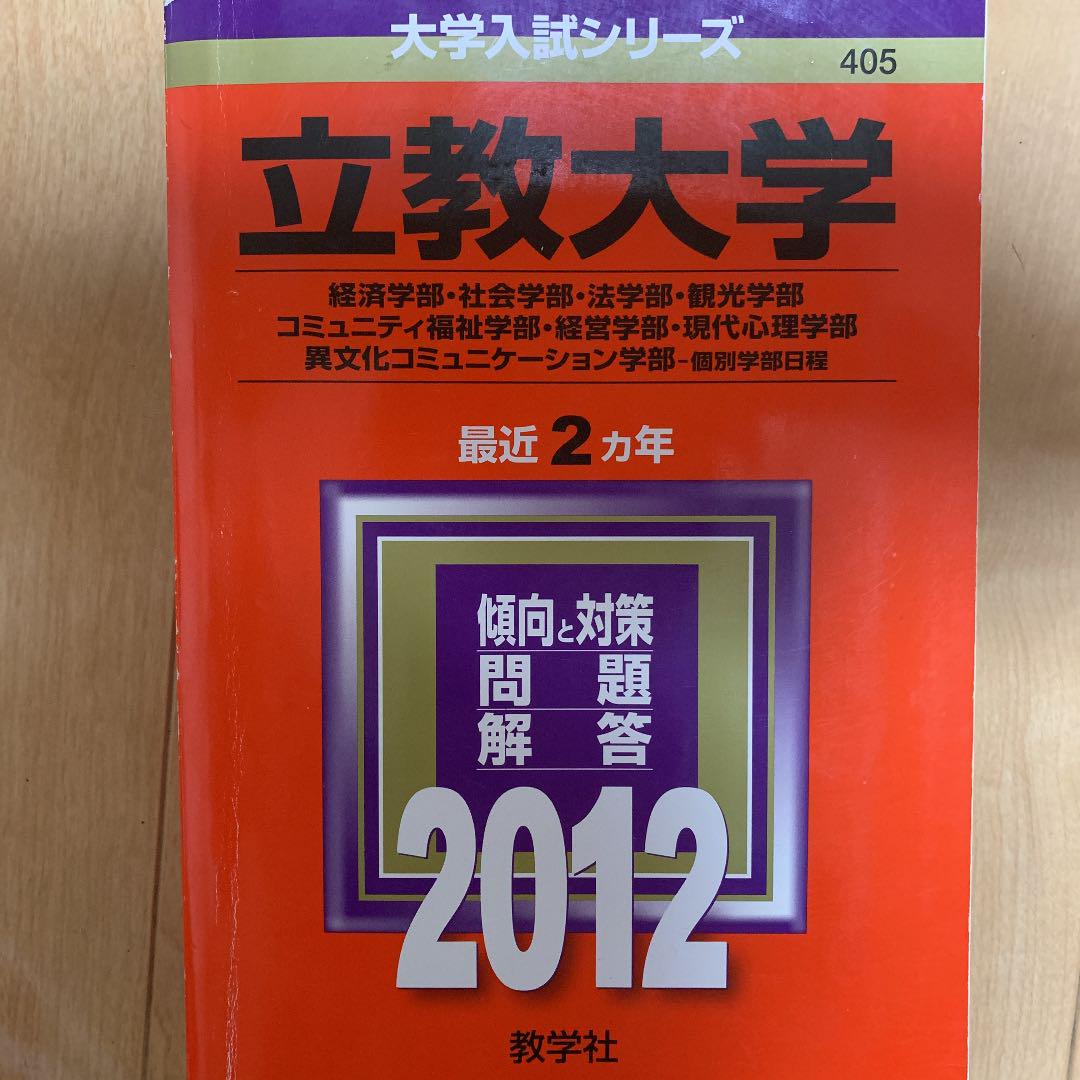 大学入試シリーズ
405
立教大学
経済学部・社会学部・法学部・観光学部
コミュニティ福祉学部・経営学部・現代心理学部
異文化コミュニケーション学部-個別学部日程
最近2ヵ年
傾向と対策
問題
解答
2012
教学社